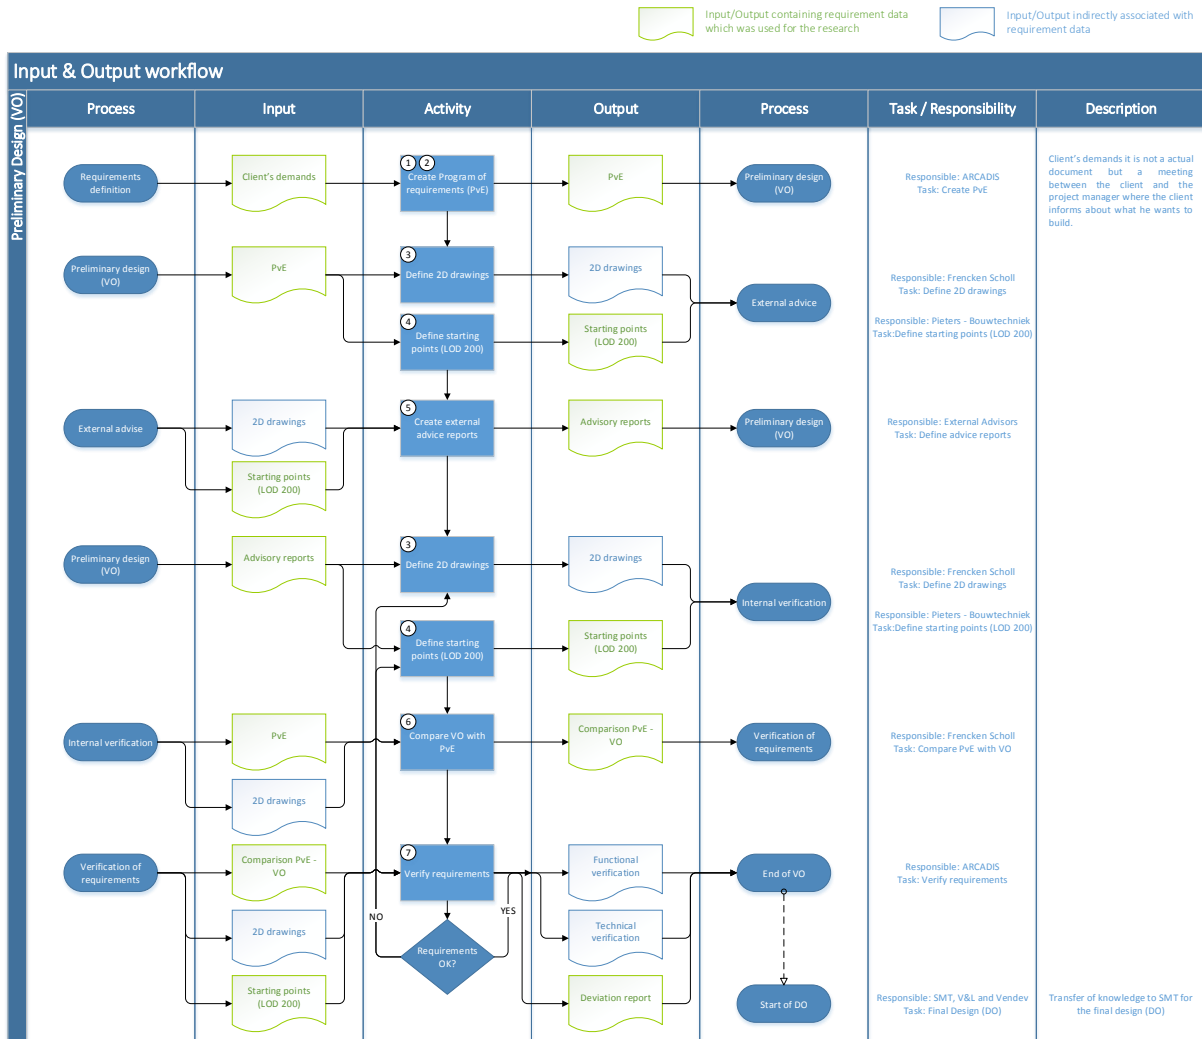 Input/Output containing requirement data
which was used for the research
Input/Output indirectly associated with
requirement data
Input & Output workflow
Preliminary Design (VO)
Process
Input
Activity
Output
Process
Task / Responsibility
Description
Requirements
definition
Client's demands
1 2
Create Program of
requirements (PvE)
PvE
Preliminary design
(VO)
Responsible: ARCADIS
Task: Create PvE
Client's demands it is not a actual
document but a meeting
between the client and the
project manager where the client
informs about what he wants to
build.
Preliminary design
(VO)
PvE
3
Define 2D drawings
2D drawings
External advice
Responsible: Frencken Scholl
Task: Define 2D drawings
4
Define starting
points (LOD 200)
Starting points
(LOD 200)
Responsible: Pieters - Bouwtechniek
Task:Define starting points (LOD 200)
External advise
2D drawings
5
Create external
advice reports
Advisory reports
Preliminary design
(VO)
Responsible: External Advisors
Task: Define advice reports
Starting points
(LOD 200)
Preliminary design
(VO)
Advisory reports
3
Define 2D drawings
2D drawings
Internal verification
Responsible: Frencken Scholl
Task: Define 2D drawings
4
Define starting
points (LOD 200)
Starting points
(LOD 200)
Responsible: Pieters - Bouwtechniek
Task:Define starting points (LOD 200)
Internal verification
PvE
6
Compare VO with
PvE
Comparison PvE -
VO
Verification of
requirements
Responsible: Frencken Scholl
Task: Compare PvE with VO
2D drawings
Verification of
requirements
Comparison PvE -
VO
7
Verify requirements
Functional
verification
End of VO
Responsible: ARCADIS
Task: Verify requirements
NO
YES
2D drawings
Requirements
OK?
Technical
verification
Starting points
(LOD 200)
Deviation report
Start of DO
Responsible: SMT, V&L and Vendev
Task: Final Design (DO)
Transfer of knowledge to SMT for
the final design (DO)